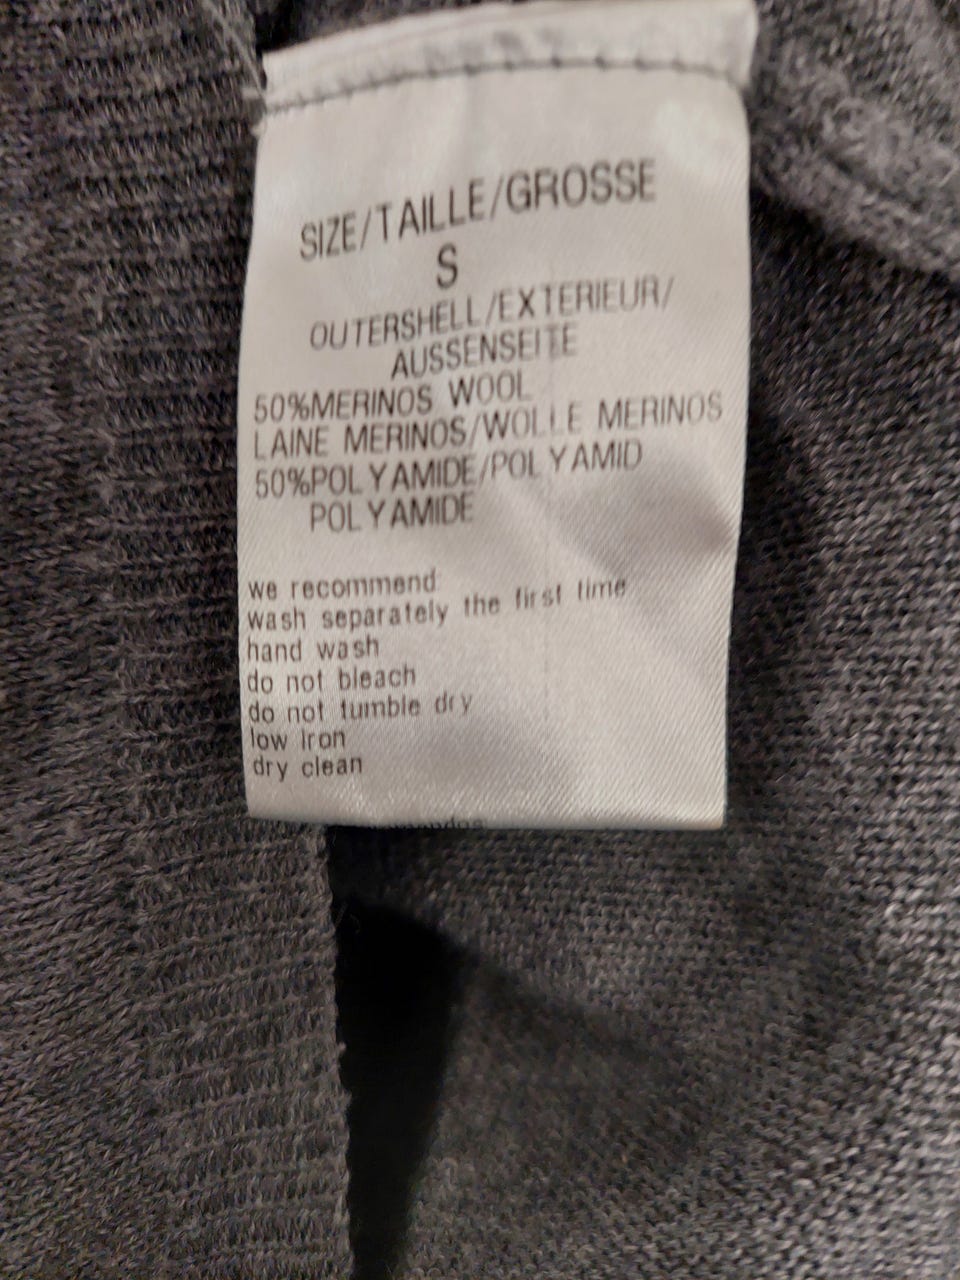 SIZE/TAILLE/GROSSE
S
OUTERSHELL/EXTERIEUR/
AUSSENSEITE
50%MERINOS WOOL
LAINE MERINOS/WOLLE MERINOS
50%POLYAMIDE/POLYAMID
POLYAMIDE
we recommend:
wash separately the first time
hand wash
do not bleach
do not tumble dry
low iron
dry clean